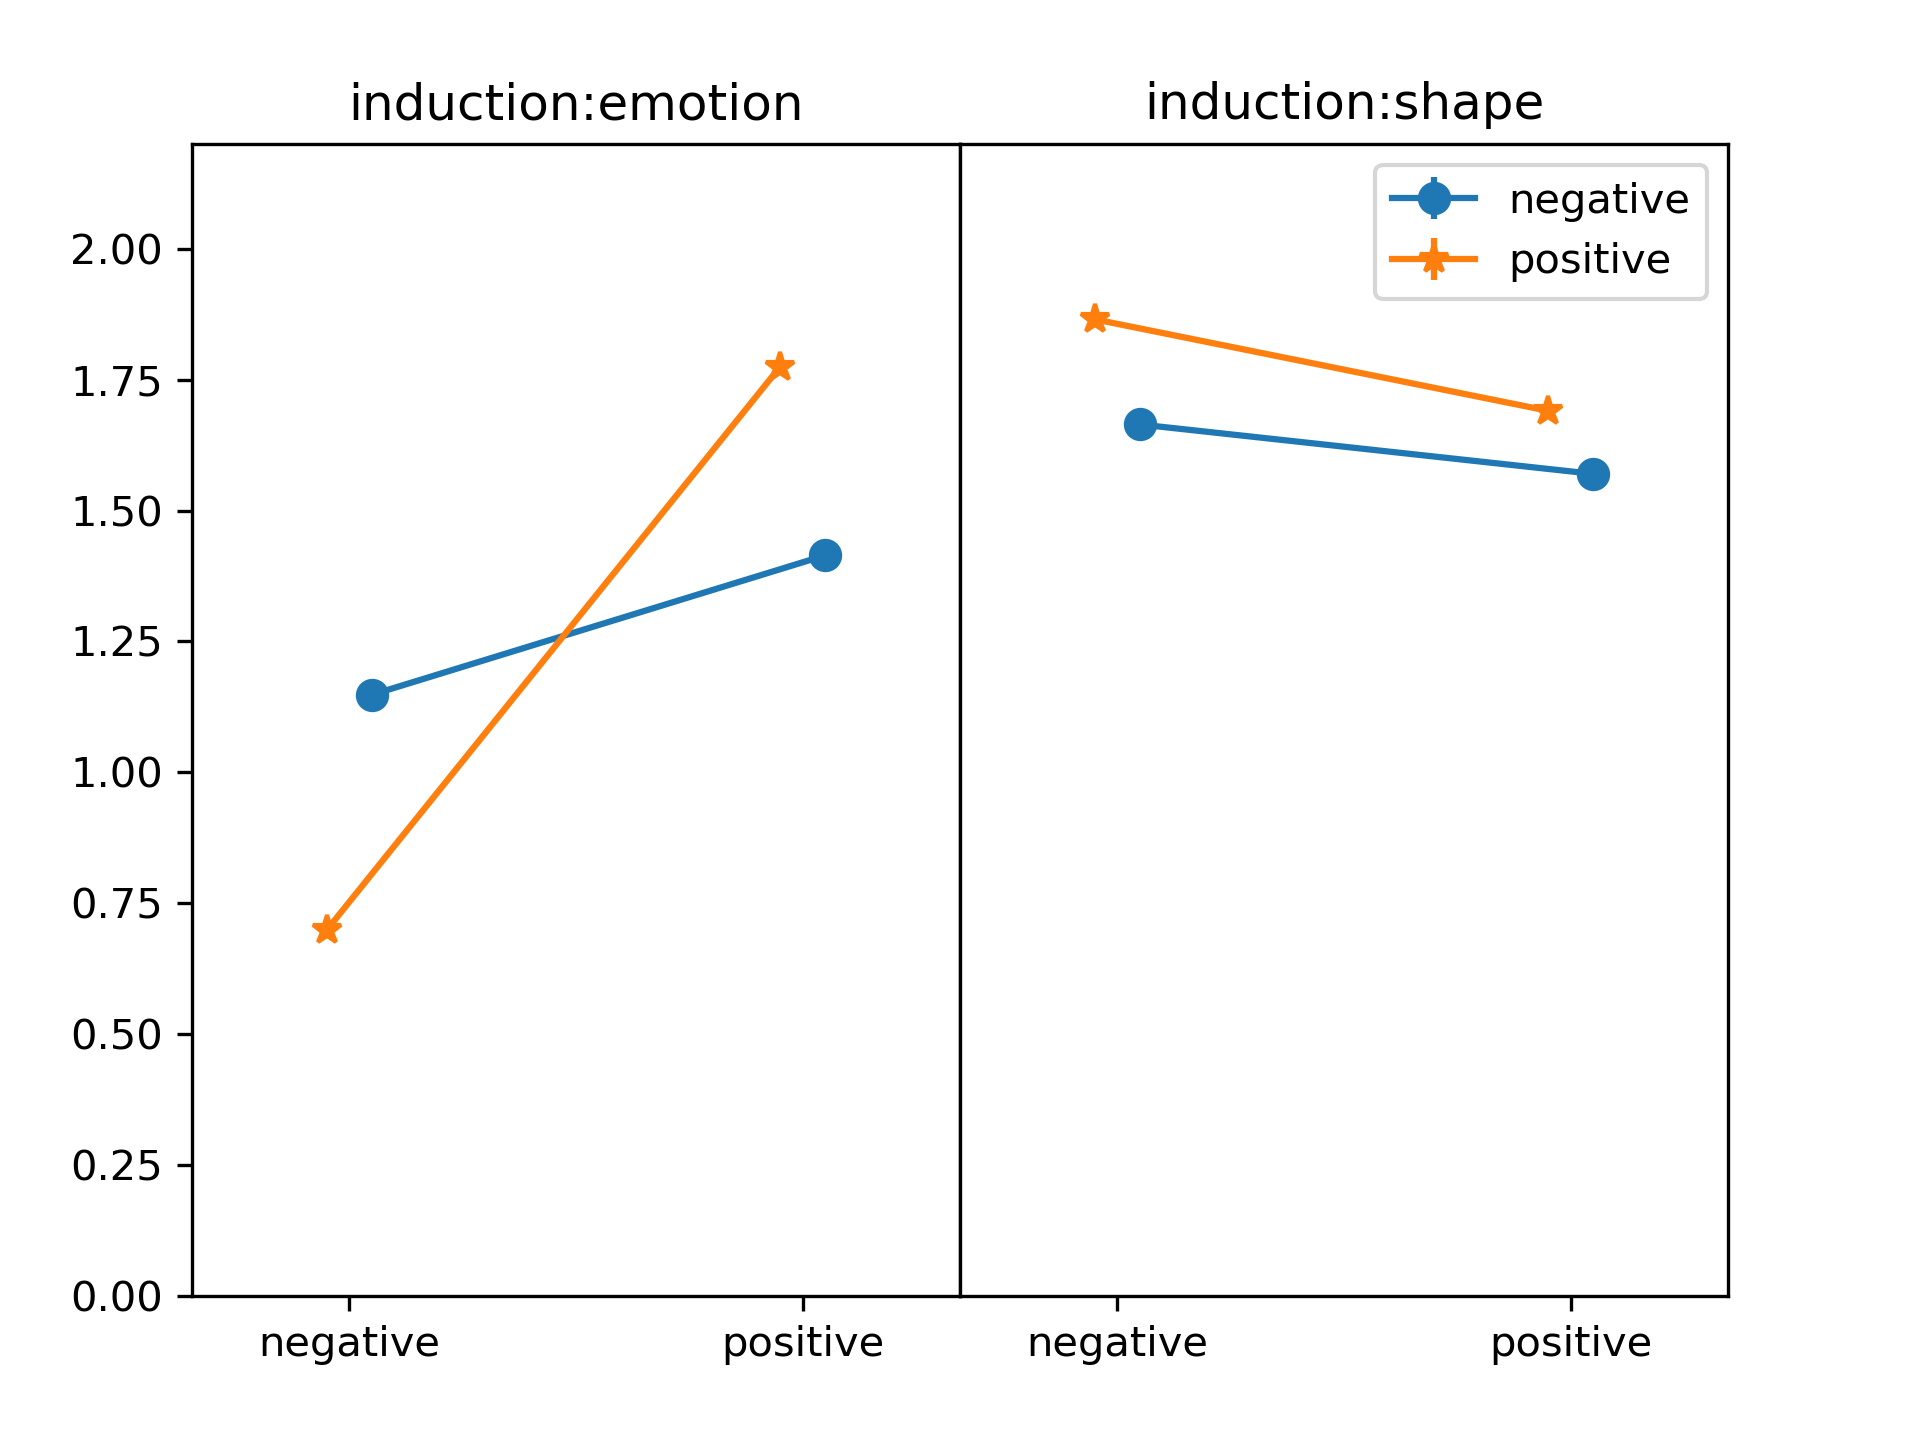 induction:emotion
induction:shape
negative
positive
2.00
1.75
1.50
1.25
1.00
0.75
0.50
0.25
0.00
negative
positive
negative
positive